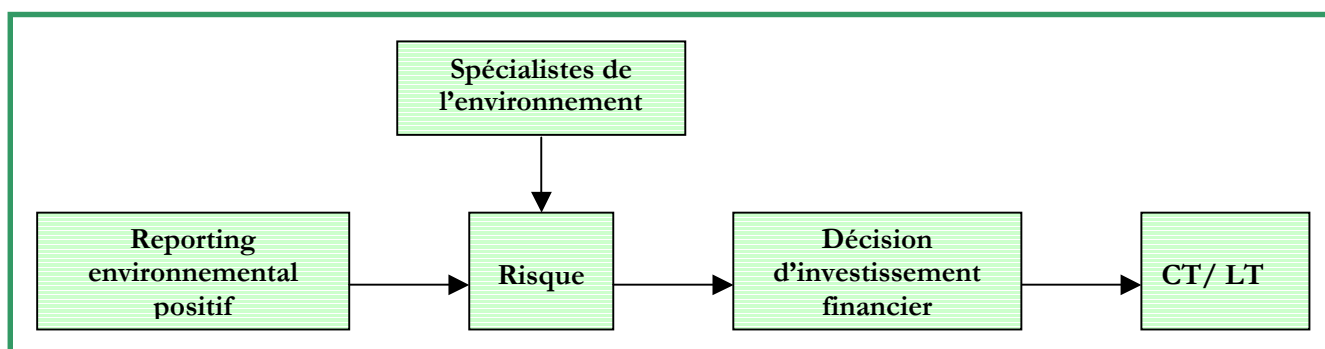 Spécialistes de
l’environnement
Reporting
environnemental
positif
Risque
Décision
d’investissement
financier
CT/ LT